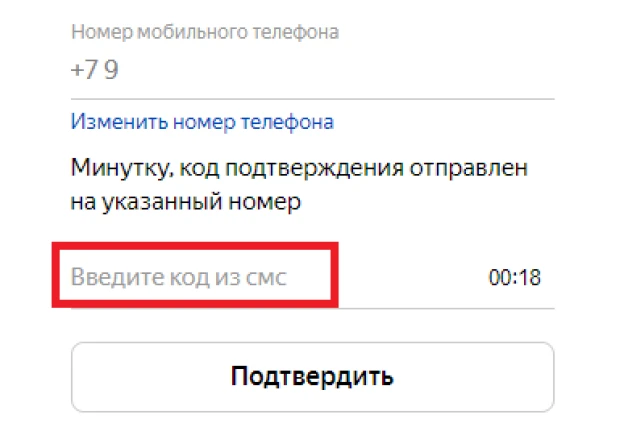 Номер мобильного телефона
+7 9
Изменить номер телефона
Минутку, код подтверждения отправлен
на указанный номер
Введите код из смс 00:18
Подтвердить